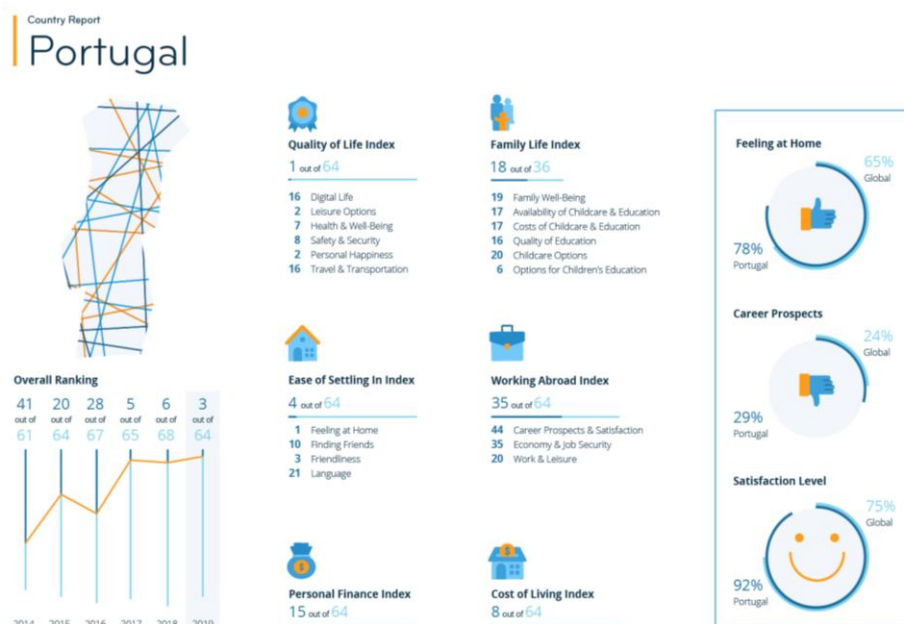 Country Report
Portugal
Quality of Life Index
1 out of 64
16 Digital Life
2 Leisure Options
7 Health & Well-Being
8 Safety & Security
2 Personal Happiness
16 Travel & Transportation
Family Life Index
18 out of 36
19 Family Well-Being
17 Availability of Childcare & Education
17 Costs of Childcare & Education
16 Quality of Education
20 Childcare Options
6 Options for Children's Education
Ease of Settling In Index
4 out of 64
1 Feeling at Home
10 Finding Friends
3 Friendliness
21 Language
Working Abroad Index
35 out of 64
44 Career Prospects & Satisfaction
35 Economy & Job Security
20 Work & Leisure
Overall Ranking
41 20 28 5 6 3
out of out of out of out of out of out of
61 64 67 65 68 64
2014 2015 2016 2017 2018 2019
Personal Finance Index
15 out of 64
Cost of Living Index
8 out of 64
Feeling at Home
65%
Global
78%
Portugal
Career Prospects
24%
Global
29%
Portugal
Satisfaction Level
75%
Global
92%
Portugal